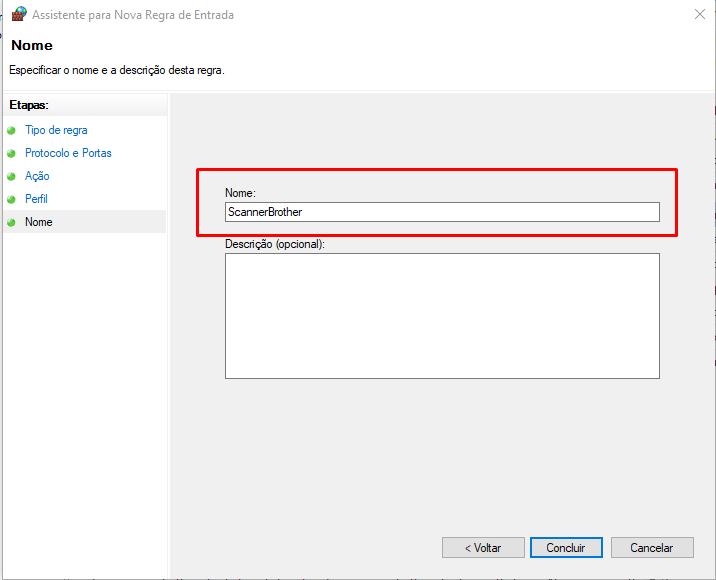 Assistente para Nova Regra de Entrada
Nome
Especificar o nome e a descrição desta regra.
Etapas:
Tipo de regra
Protocolo e Portas
Ação
Perfil
Nome
Nome:
ScannerBrother
Descrição (opcional):
< Voltar
Concluir
Cancelar